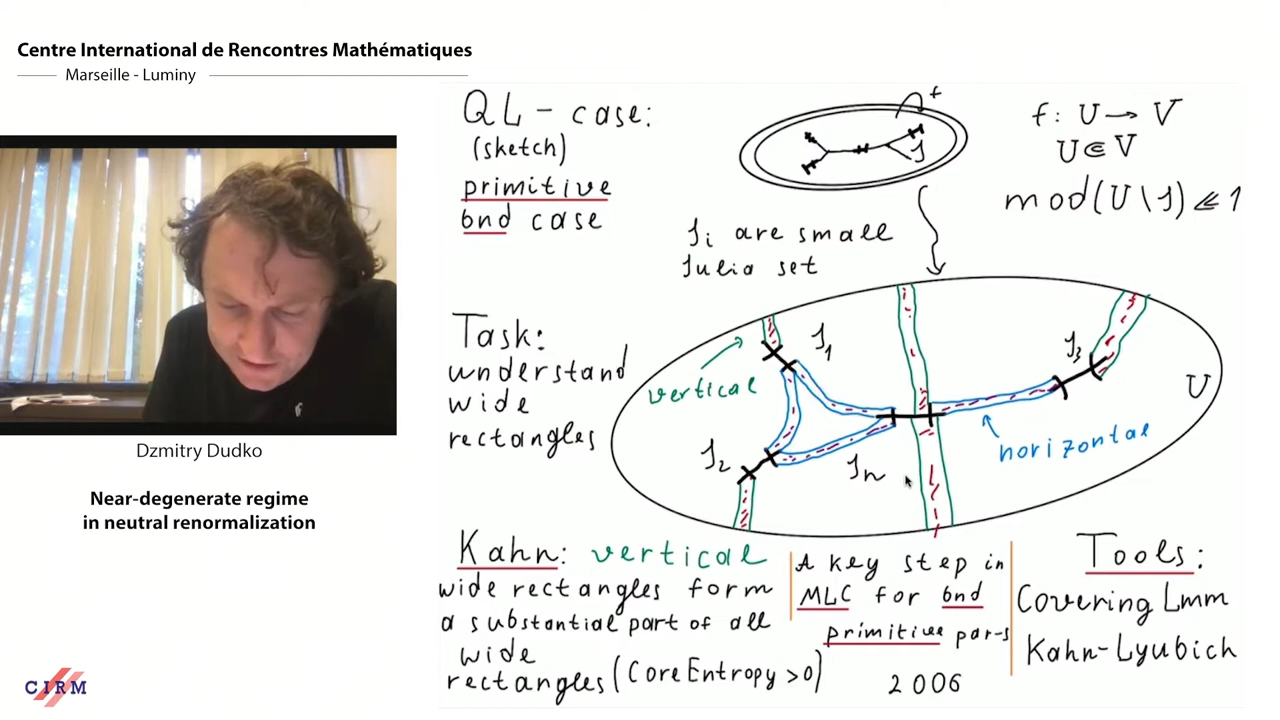 Centre International de Rencontres Mathématiques
Marseille - Luminy
Dzmitry Dudko
Near-degenerate regime
in neutral renormalization
CIRM
QL - case:
(sketch)
primitive
bnd case
f
J
f: U → V
U ⋐ V
mod(U \ J) ≪ 1
Ji are small
Julia set
Task:
understand
wide
rectangles
vertical
J1
J2
J3
Jn
U
horizontal
Kahn: vertical
wide rectangles form
a substantial part of all
wide
rectangles (Core Entropy > 0)
A key step in
MLC for bnd
primitive par-s
2006
Tools:
Covering Lmm
Kahn-Lyubich